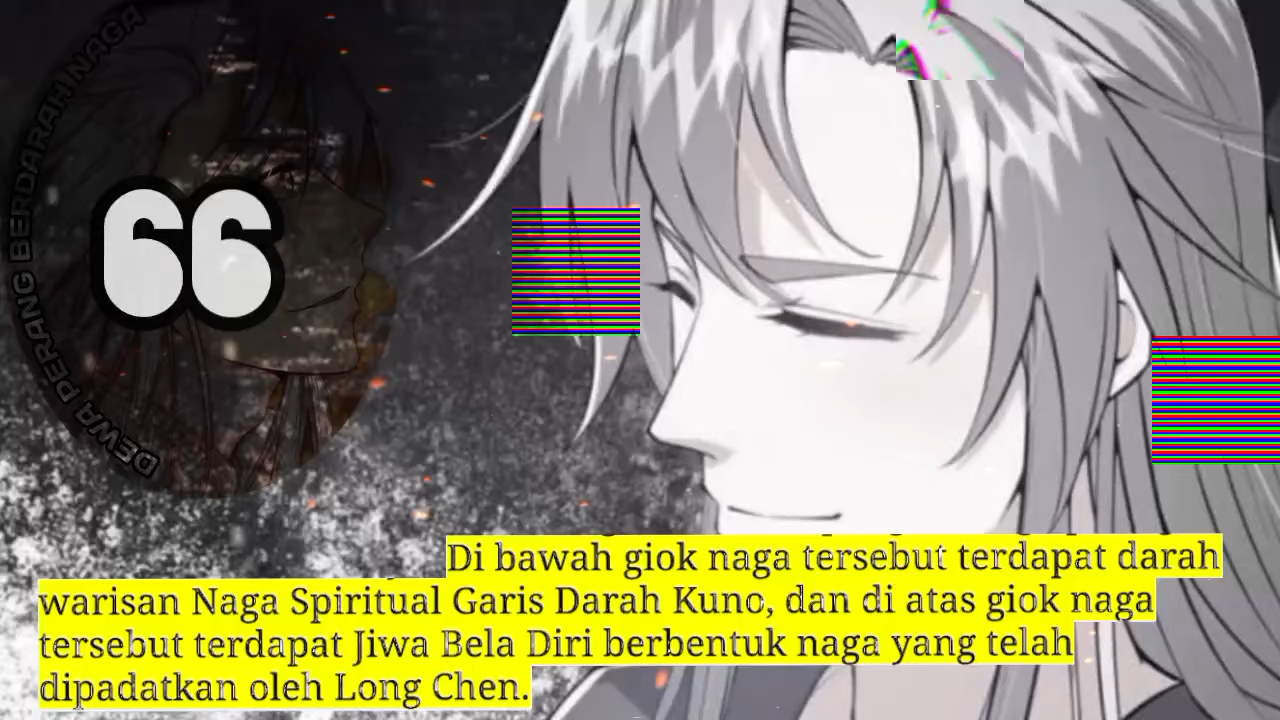 DEWA PERANG BERDARAH NAGA
66
Di bawah giok naga tersebut terdapat darah
warisan Naga Spiritual Garis Darah Kuno, dan di atas giok naga
tersebut terdapat Jiwa Bela Diri berbentuk naga yang telah
dipadatkan oleh Long Chen.